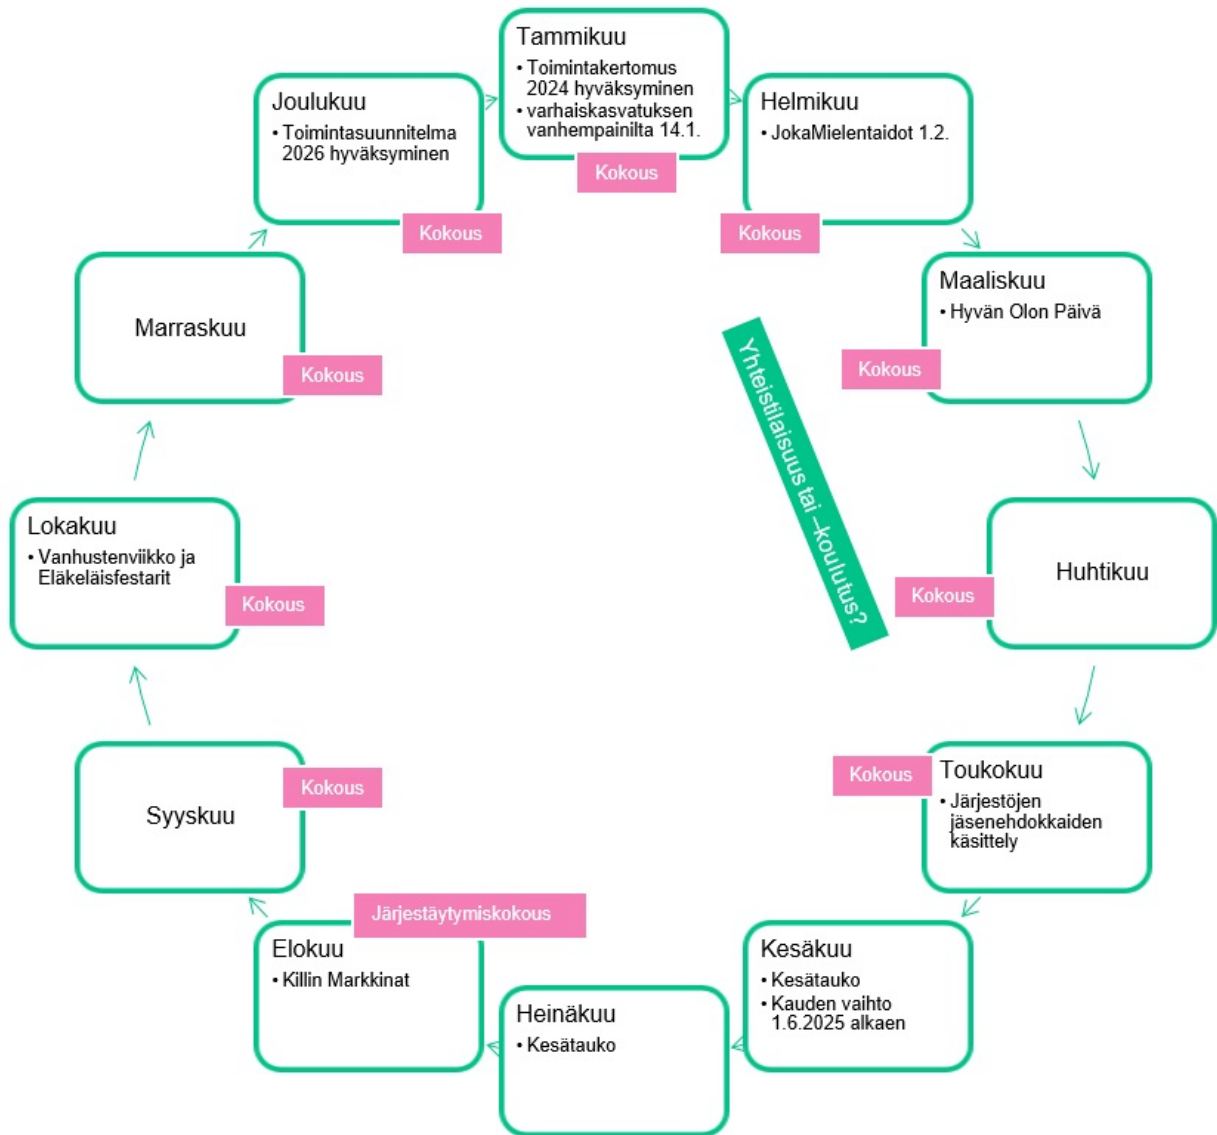 Tammikuu
• Toimintakertomus
2024 hyväksyminen
• varhaiskasvatuksen
vanhempainilta 14.1.
Kokous
Helmikuu
• JokaMielentaidot 1.2.
Kokous
Maaliskuu
• Hyvän Olon Päivä
Kokous
Yhteistilaisuus tai –koulutus?
Huhtikuu
Kokous
Toukokuu
• Järjestöjen
jäsenehdokkaiden
käsittely
Kokous
Kesäkuu
• Kesätauko
• Kauden vaihto
1.6.2025 alkaen
Heinäkuu
• Kesätauko
Järjestäytymiskokous
Elokuu
• Killin Markkinat
Syyskuu
Kokous
Lokakuu
• Vanhustenviikko ja
Eläkeläisfestarit
Kokous
Marraskuu
Kokous
Joulukuu
• Toimintasuunnitelma
2026 hyväksyminen
Kokous